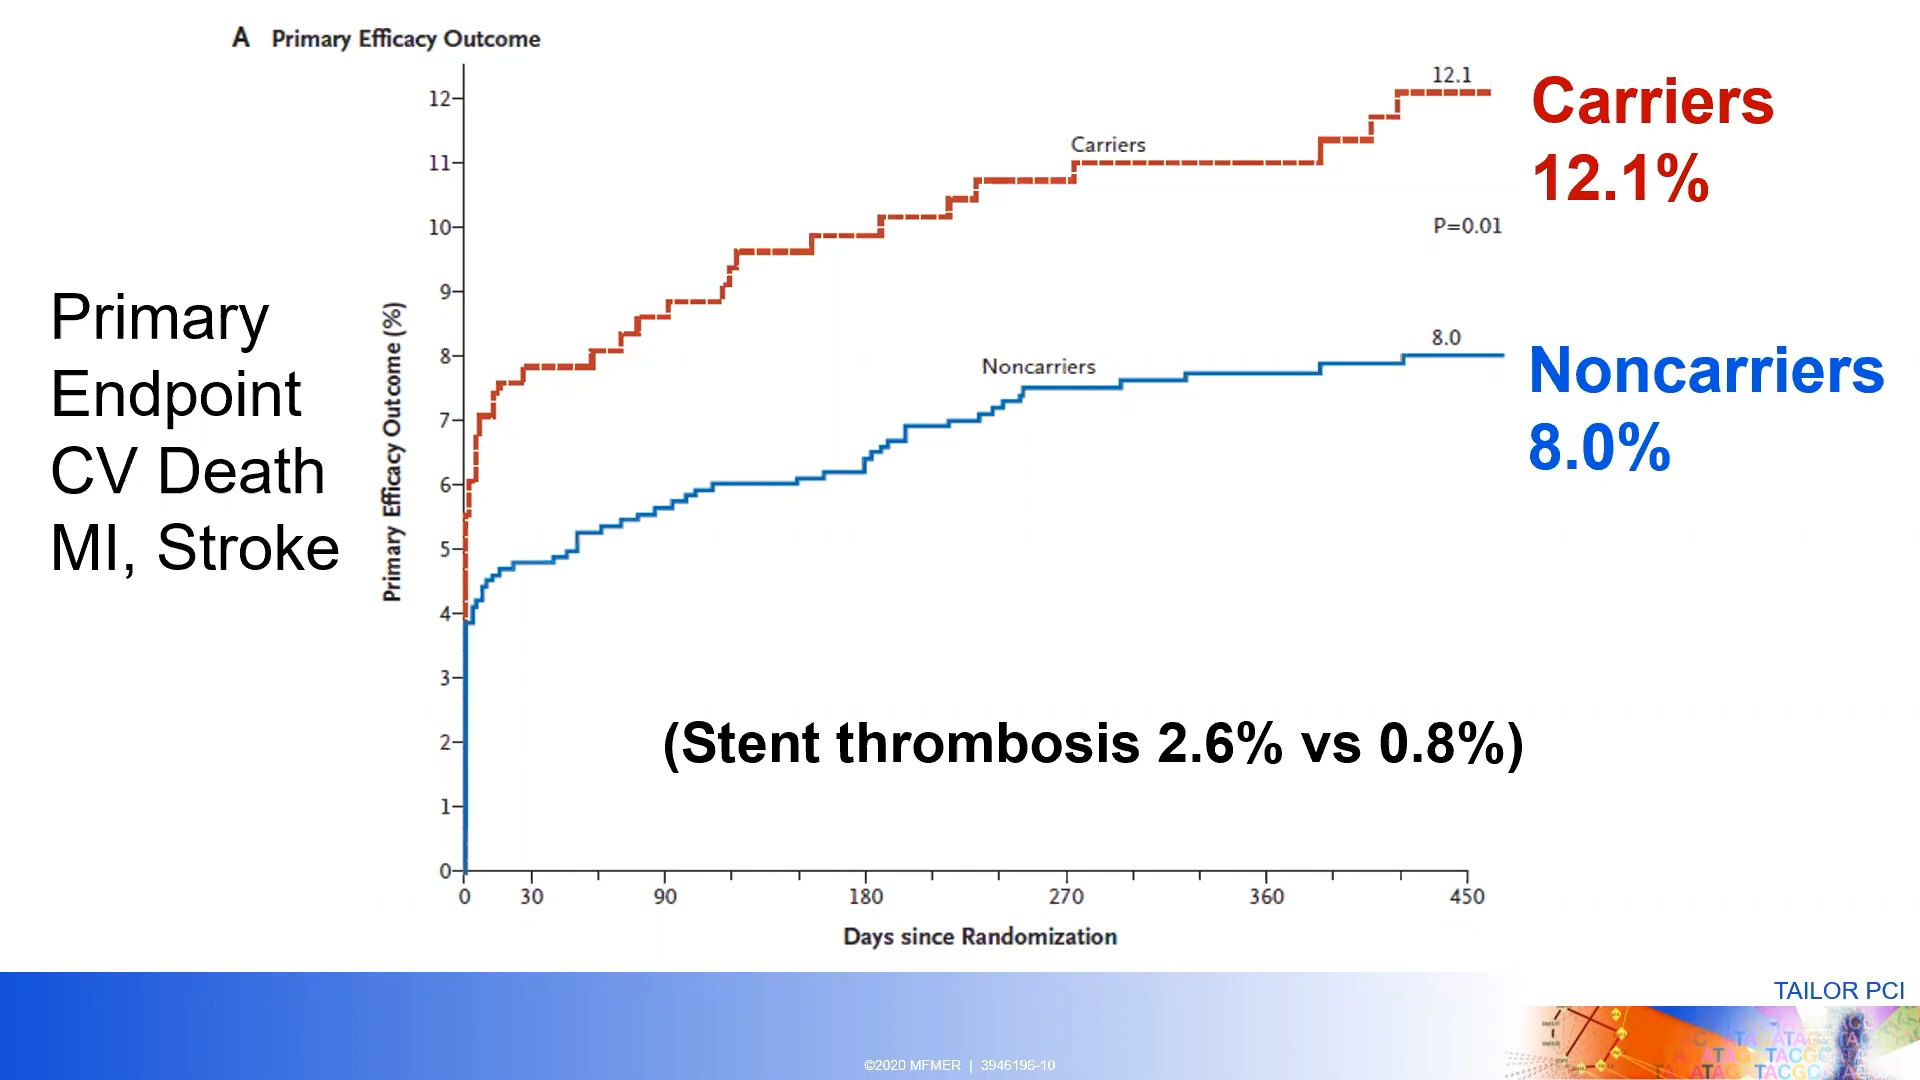 A Primary Efficacy Outcome
12.1
12
11
10
9
8
7
6
5
4
3
2
1
0
Primary Efficacy Outcome (%)
Carriers
P=0.01
8.0
Noncarriers
0 30 90 180 270 360 450
Days since Randomization
Carriers
12.1%
Noncarriers
8.0%
Primary
Endpoint
CV Death
MI, Stroke
(Stent thrombosis 2.6% vs 0.8%)
TAILOR PCI
©2020 MFMER | 3946196-10